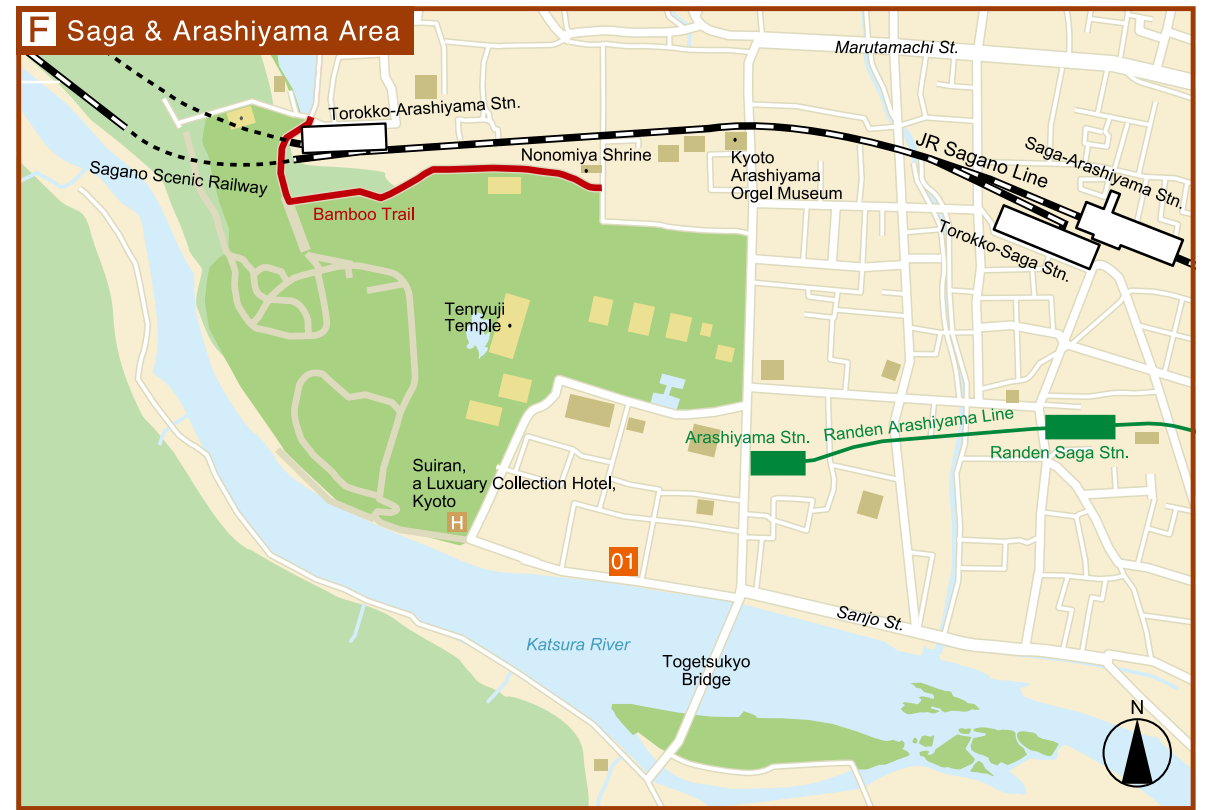 F Saga & Arashiyama Area
Marutamachi St.
Torokko-Arashiyama Stn.
JR Sagano Line
Saga-Arashiyama Stn.
Nonomiya Shrine
Kyoto
Arashiyama
Orgel Museum
Sagano Scenic Railway
Bamboo Trail
Torokko-Saga Stn.
Tenryuji
Temple
Arashiyama Stn.
Randen Arashiyama Line
Randen Saga Stn.
Suiran,
a Luxuary Collection Hotel,
Kyoto
H
01
Sanjo St.
Katsura River
Togetsukyo
Bridge
N